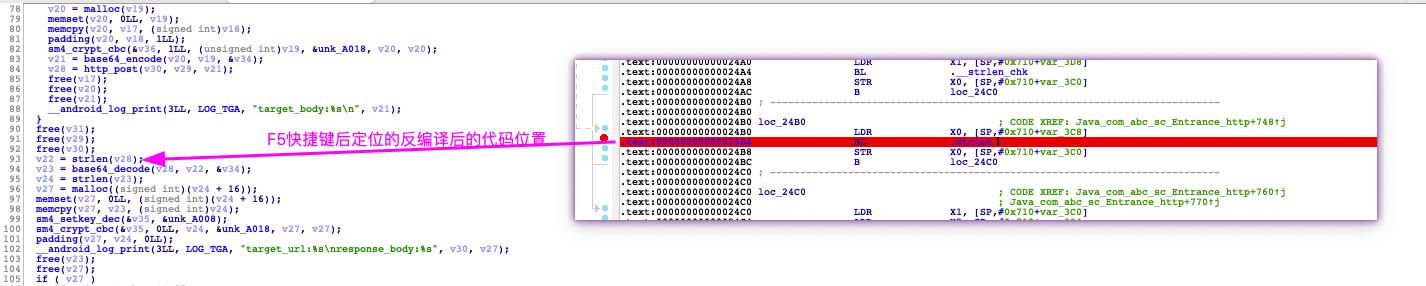 78 v20 = malloc(v19);
79 memset(v20, 0LL, v19);
80 memcpy(v20, v17, (signed int)v18);
81 padding(v20, v18, 1LL);
82 sm4_crypt_cbc(&v36, 1LL, (unsigned int)v19, &unk_A018, v20, v20);
83 v21 = base64_encode(v20, v19, &v34);
84 v28 = http_post(v30, v29, v21);
85 free(v17);
86 free(v20);
87 free(v21);
88 __android_log_print(3LL, LOG_TGA, "target_body:%s\n", v21);
89 }
90 free(v31);
91 free(v29);
92 free(v30);
93 v22 = strlen(v28);
94 v23 = base64_decode(v28, v22, &v34);
95 v24 = strlen(v23);
96 v27 = malloc((signed int)(v24 + 16));
97 memset(v27, 0LL, (signed int)(v24 + 16));
98 memcpy(v27, v23, (signed int)v24);
99 sm4_setkey_dec(&v35, &unk_A008);
100 sm4_crypt_cbc(&v35, 0LL, v24, &unk_A018, v27, v27);
101 padding(v27, v24, 0LL);
102 __android_log_print(3LL, LOG_TGA, "target_url:%s\nresponse_body:%s", v30, v27);
103 free(v23);
104 free(v27);
105 if ( v27 )
F5快捷键后定位的反编译后的代码位置
.text:00000000000024A0 LDR X1, [SP,#0x710+var_3D8]
.text:00000000000024A4 BL .__strlen_chk
.text:00000000000024A8 STR X0, [SP,#0x710+var_3C0]
.text:00000000000024AC B loc_24C0
.text:00000000000024B0 ; ---------------------------------------------------------------------------
.text:00000000000024B0
.text:00000000000024B0 loc_24B0 ; CODE XREF: Java_com_abc_sc_Entrance_http+748↑j
.text:00000000000024B0 LDR X0, [SP,#0x710+var_3C8]
.text:00000000000024B4 BL .strlen
.text:00000000000024B8 STR X0, [SP,#0x710+var_3C0]
.text:00000000000024BC B loc_24C0
.text:00000000000024C0 ; ---------------------------------------------------------------------------
.text:00000000000024C0
.text:00000000000024C0 loc_24C0 ; CODE XREF: Java_com_abc_sc_Entrance_http+760↑j
.text:00000000000024C0 ; Java_com_abc_sc_Entrance_http+770↑j
.text:00000000000024C0 LDR X1, [SP,#0x710+var_3C0]